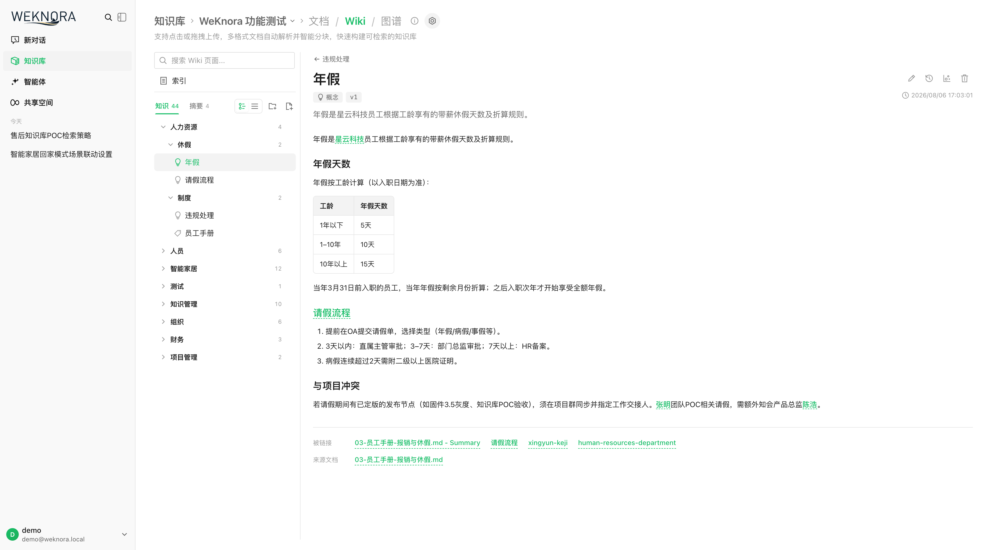 WEKNORA
新对话
知识库
智能体
共享空间
今天
售后知识库POC检索策略
智能家居回家模式场景联动设置
D
demo
demo@weknora.local
知识库 > WeKnora 功能测试 > 文档 / Wiki / 图谱
支持点击或拖拽上传，多格式文档自动解析并智能分块，快速构建可检索的知识库
搜索 Wiki 页面...
索引
知识 44 摘要 4
人力资源 4
休假 2
年假
请假流程
制度 2
违规处理
员工手册
人员 6
智能家居 12
测试 1
知识管理 10
组织 6
财务 3
项目管理 2
← 违规处理
年假
概念 v1
2026/08/06 17:03:01
年假是星云科技员工根据工龄享有的带薪休假天数及折算规则。
年假是星云科技员工根据工龄享有的带薪休假天数及折算规则。
年假天数
年假按工龄计算（以入职日期为准）：
工龄 年假天数
1年以下 5天
1–10年 10天
10年以上 15天
当年3月31日前入职的员工，当年年假按剩余月份折算；之后入职次年才开始享受全额年假。
请假流程
1. 提前在OA提交请假单，选择类型（年假/病假/事假等）。
2. 3天以内：直属主管审批；3–7天：部门总监审批；7天以上：HR备案。
3. 病假连续超过2天需附二级以上医院证明。
与项目冲突
若请假期间有已定版的发布节点（如固件3.5灰度、知识库POC验收），须在项目群同步并指定工作交接人。张明团队POC相关请假，需额外知会产品总监陈浩。
被链接 03-员工手册-报销与休假.md - Summary 请假流程 xingyun-keji human-resources-department
来源文档 03-员工手册-报销与休假.md